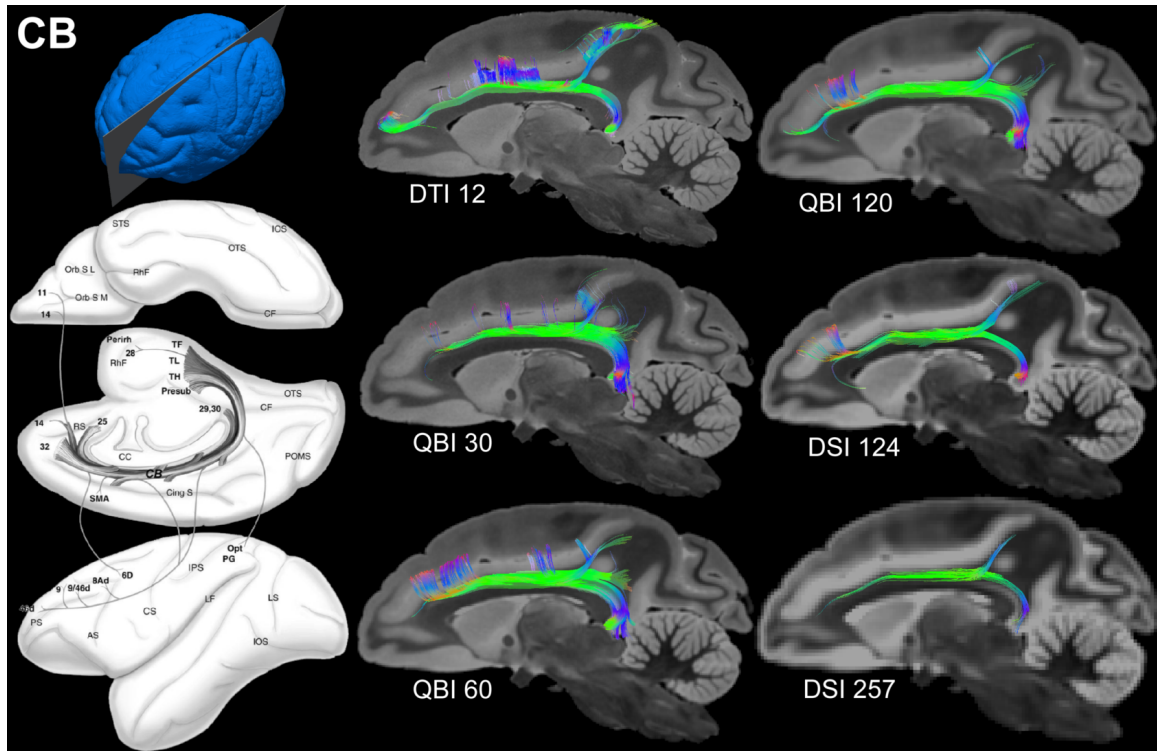 CB
STS
ICS
OTS
Orb S L
RhF
11
Orb-S M
14
CF
Perirh
TF
28
RhF
TL
TH
Presub
OTS
29,30
CF
14
RS
25
32
CC
POMS
CB
SMA
Cing S
Opt
PG
6D
IPS
8Ad
9/46d
9
LF
LS
CS
PS
AS
IOS
DTI 12
QBI 30
QBI 60
QBI 120
DSI 124
DSI 257